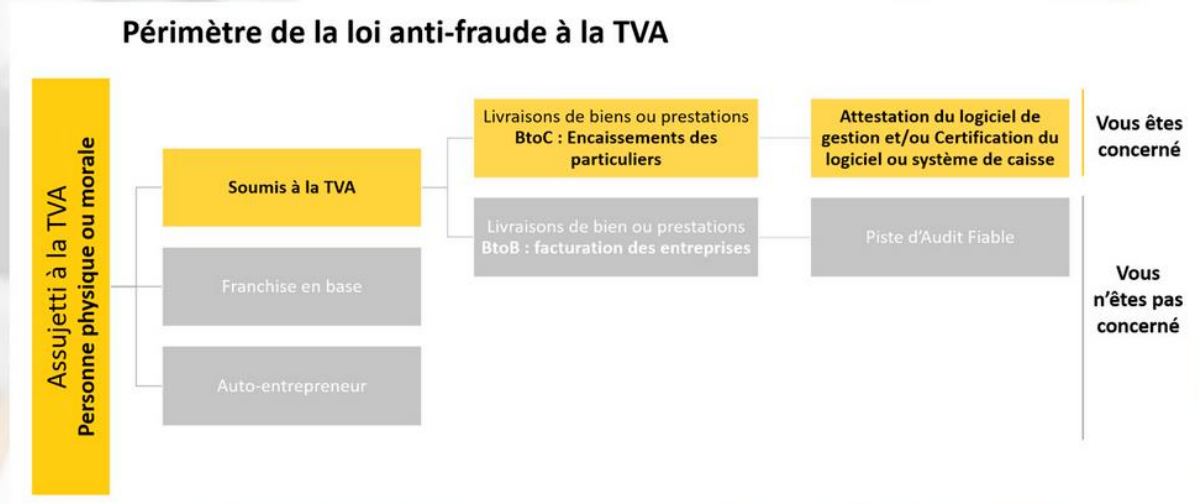 Périmètre de la loi anti-fraude à la TVA
Assujetti à la TVA
Personne physique ou morale
Soumis à la TVA
Franchise en base
Auto-entrepreneur
Livraisons de biens ou prestations
BtoC : Encaissements des
particuliers
Livraisons de bien ou prestations
BtoB : facturation des entreprises
Attestation du logiciel de
gestion et/ou Certification du
logiciel ou système de caisse
Piste d'Audit Fiable
Vous êtes
concerné
Vous
n'êtes pas
concerné